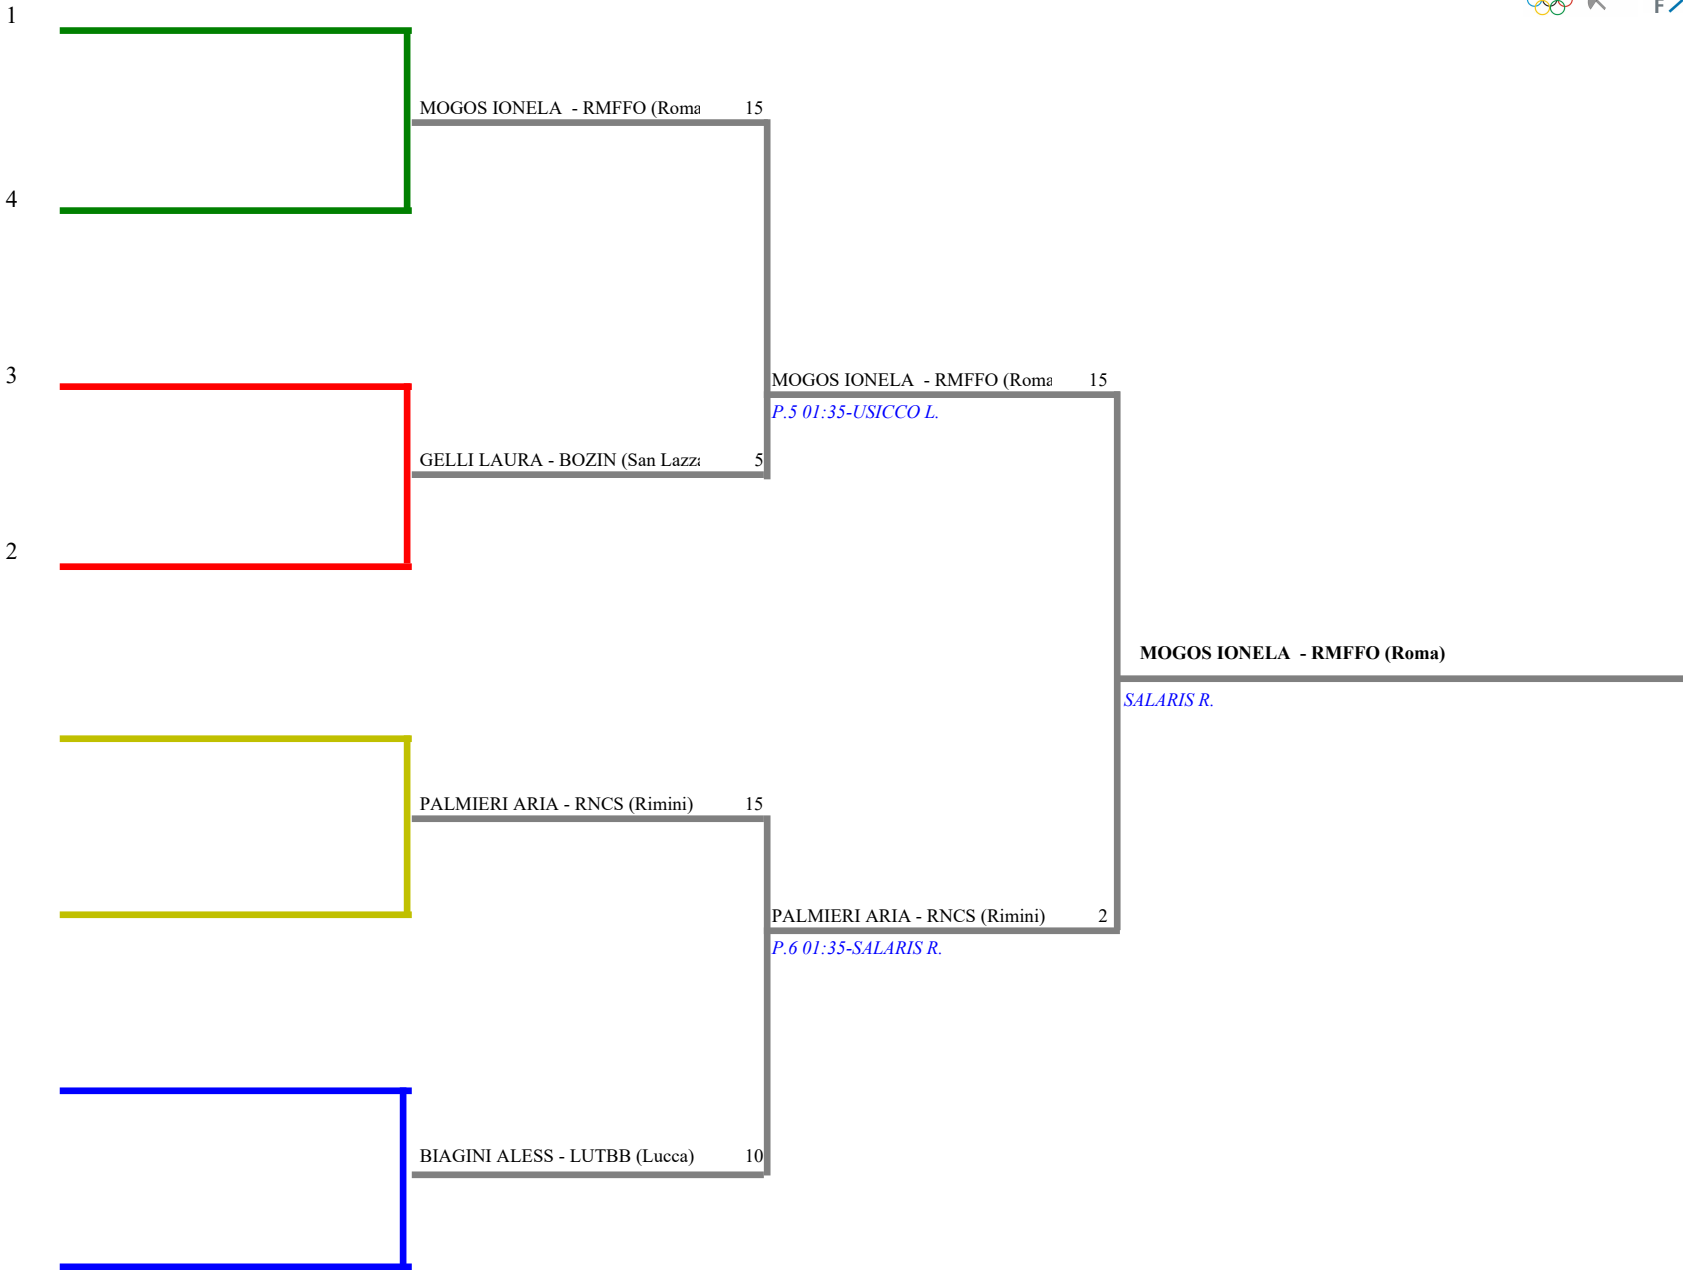 1
F
MOGOS IONELA - RMFFO (Roma 15
4
3
MOGOS IONELA - RMFFO (Roma 15
P.5 01:35-USICCO L.
GELLI LAURA - BOZIN (San Lazz 5
2
MOGOS IONELA - RMFFO (Roma)
SALARIS R.
PALMIERI ARIA - RNCS (Rimini) 15
PALMIERI ARIA - RNCS (Rimini) 2
P.6 01:35-SALARIS R.
BIAGINI ALESS - LUTBB (Lucca) 10